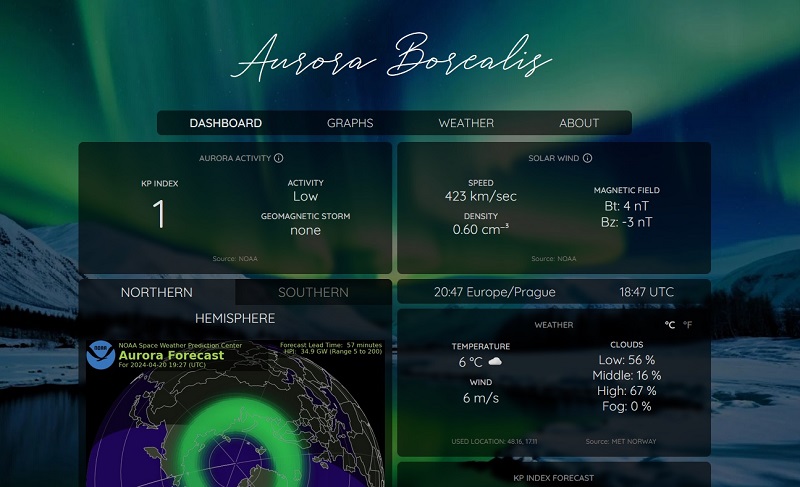 Aurora Borealis
DASHBOARD GRAPHS WEATHER ABOUT
AURORA ACTIVITY
KP INDEX
1
ACTIVITY
Low
GEOMAGNETIC STORM
none
Source: NOAA
SOLAR WIND
SPEED
423 km/sec
DENSITY
0.60 cm⁻³
MAGNETIC FIELD
Bt: 4 nT
Bz: -3 nT
Source: NOAA
NORTHERN SOUTHERN
HEMISPHERE
NOAA Space Weather Prediction Center
Aurora Forecast
For 2024-04-20 19:27 (UTC)
Forecast Lead Time: 57 minutes
HPI: 34.9 GW (Range 5 to 200)
20:47 Europe/Prague 18:47 UTC
WEATHER °C °F
TEMPERATURE
6 °C
WIND
6 m/s
CLOUDS
Low: 56 %
Middle: 16 %
High: 67 %
Fog: 0 %
USED LOCATION: 48.16, 17.11 Source: MET NORWAY
KP INDEX FORECAST